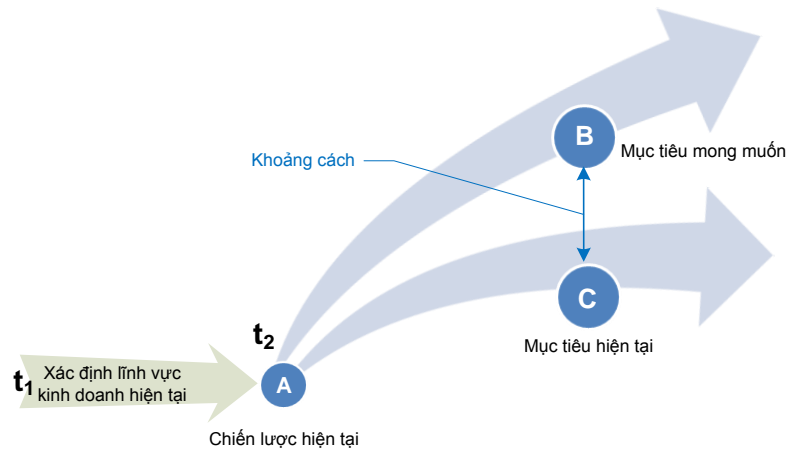 B
Mục tiêu mong muốn
Khoảng cách
C
Mục tiêu hiện tại
t2
t1
Xác định lĩnh vực
kinh doanh hiện tại
A
Chiến lược hiện tại